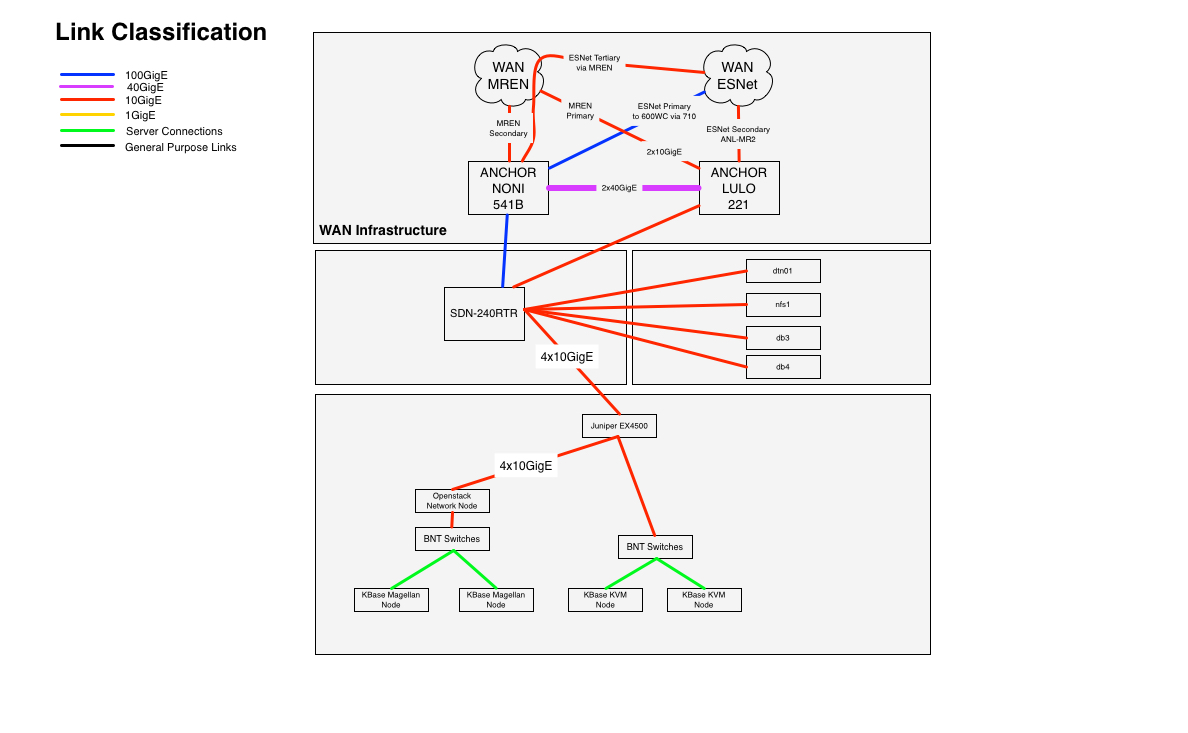 Link Classification
100GigE
40GigE
10GigE
1GigE
Server Connections
General Purpose Links
WAN
MREN
ESNet Tertiary
via MREN
WAN
ESNet
MREN
Primary
ESNet Primary
to 600WC via 710
MREN
Secondary
ESNet Secondary
ANL-MR2
2x10GigE
ANCHOR
NONI
541B
2x40GigE
ANCHOR
LULO
221
WAN Infrastructure
SDN-240RTR
dtn01
nfs1
db3
db4
4x10GigE
Juniper EX4500
4x10GigE
Openstack
Network Node
BNT Switches
BNT Switches
KBase Magellan
Node
KBase Magellan
Node
KBase KVM
Node
KBase KVM
Node